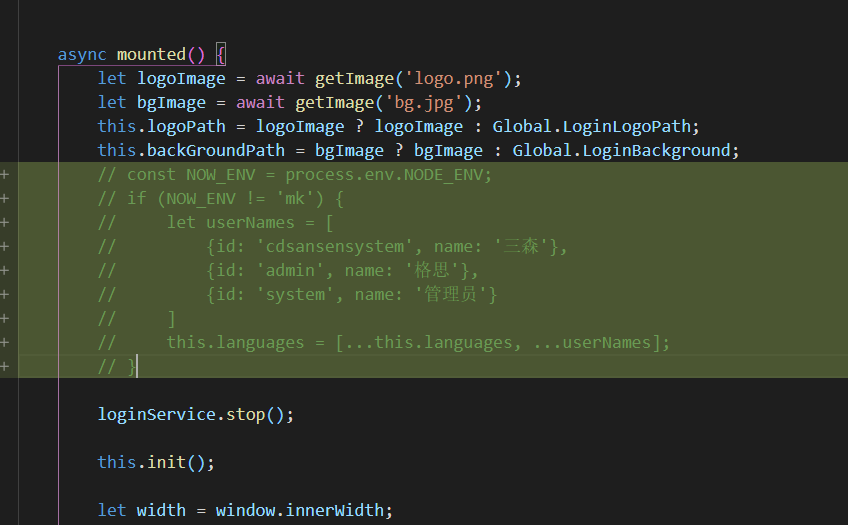 async mounted() {
let logoImage = await getImage('logo.png');
let bgImage = await getImage('bg.jpg');
this.logoPath = logoImage ? logoImage : Global.LoginLogoPath;
this.backGroundPath = bgImage ? bgImage : Global.LoginBackground;
+ // const NOW_ENV = process.env.NODE_ENV;
+ // if (NOW_ENV != 'mk') {
+ //     let userNames = [
+ //         {id: 'cdsansensystem', name: '三森'},
+ //         {id: 'admin', name: '格思'},
+ //         {id: 'system', name: '管理员'}
+ //     ]
+ //     this.languages = [...this.languages, ...userNames];
+ // }
loginService.stop();
this.init();
let width = window.innerWidth;